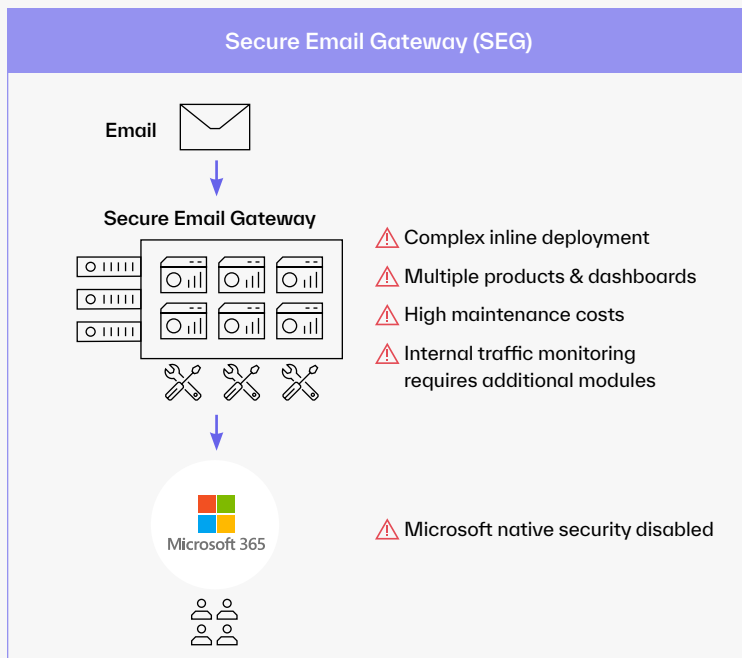 Secure Email Gateway (SEG)
Email
Secure Email Gateway
Complex inline deployment
Multiple products & dashboards
High maintenance costs
Internal traffic monitoring
requires additional modules
Microsoft 365
Microsoft native security disabled